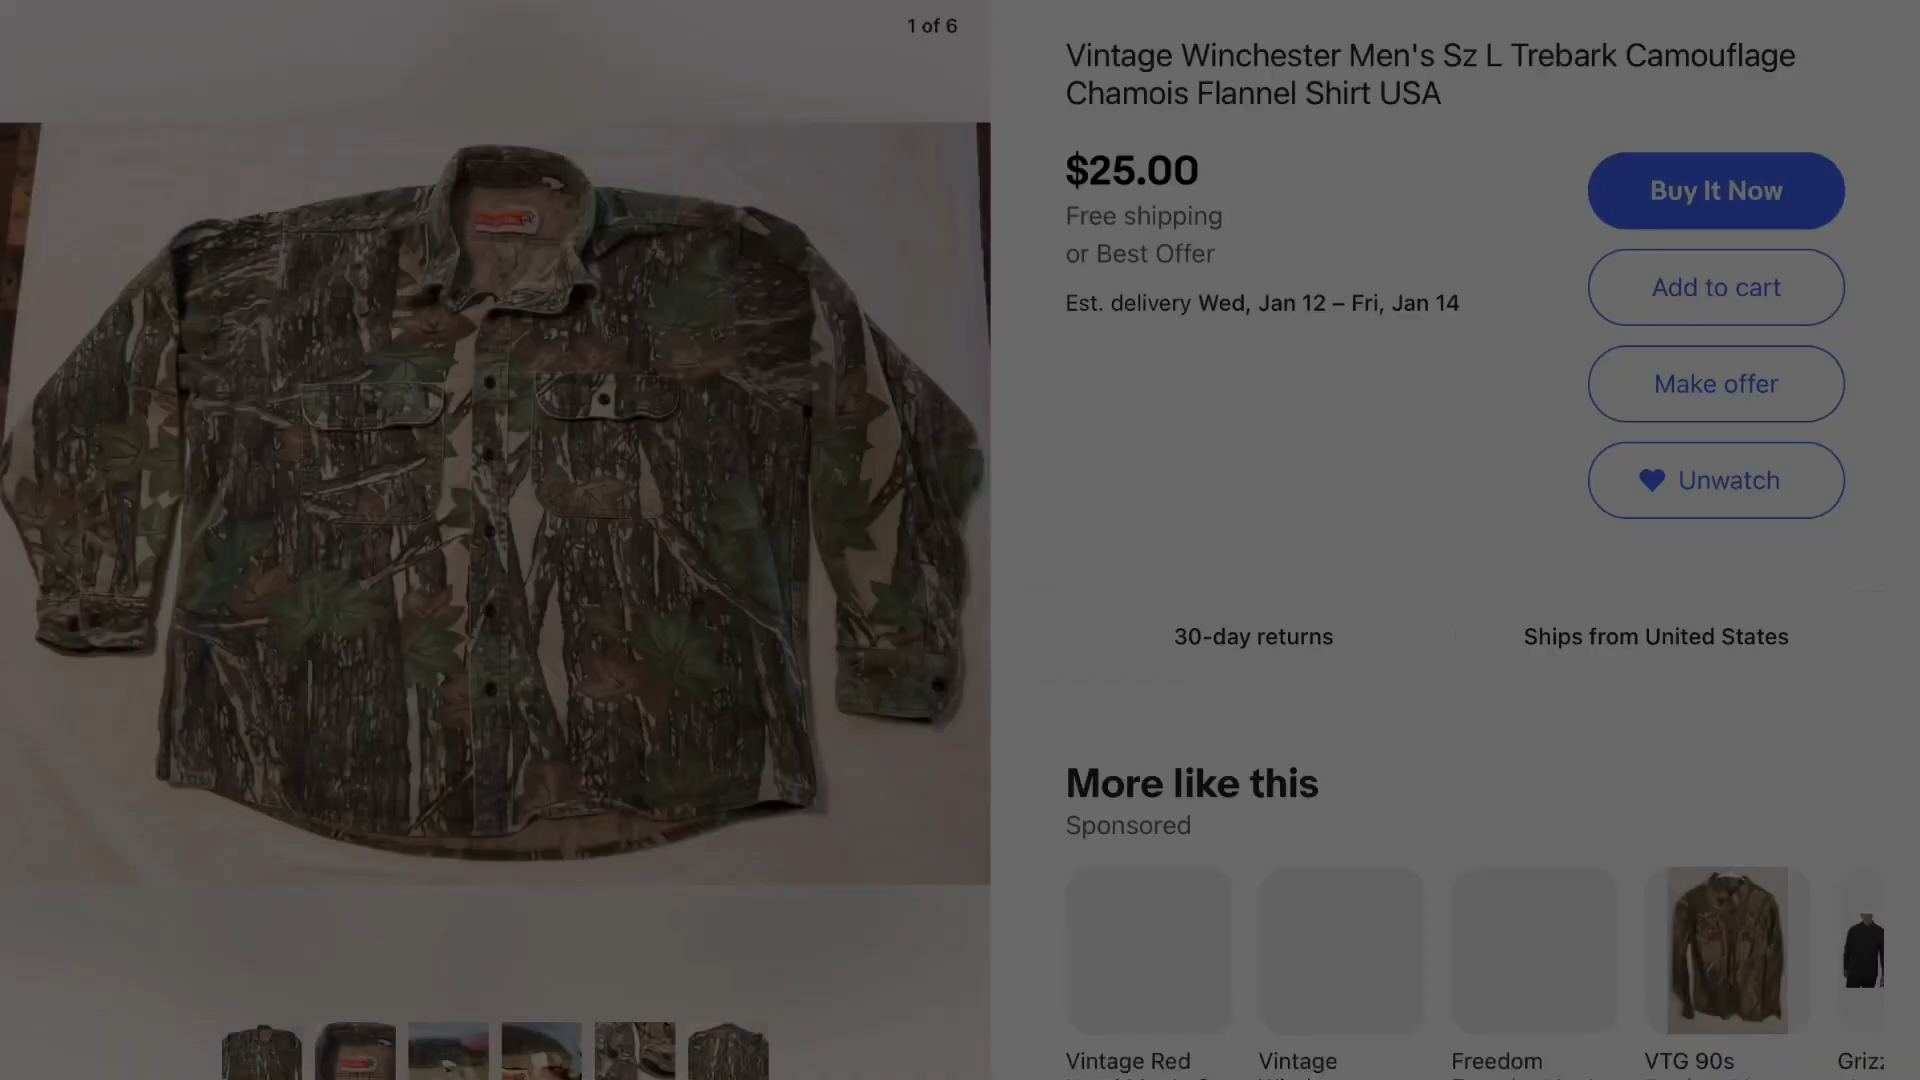 1 of 6
Vintage Winchester Men's Sz L Trebark Camouflage
Chamois Flannel Shirt USA
$25.00
Free shipping
or Best Offer
Est. delivery Wed, Jan 12 – Fri, Jan 14
Buy It Now
Add to cart
Make offer
Unwatch
30-day returns
Ships from United States
More like this
Sponsored
Vintage Red
Vintage
Freedom
VTG 90s